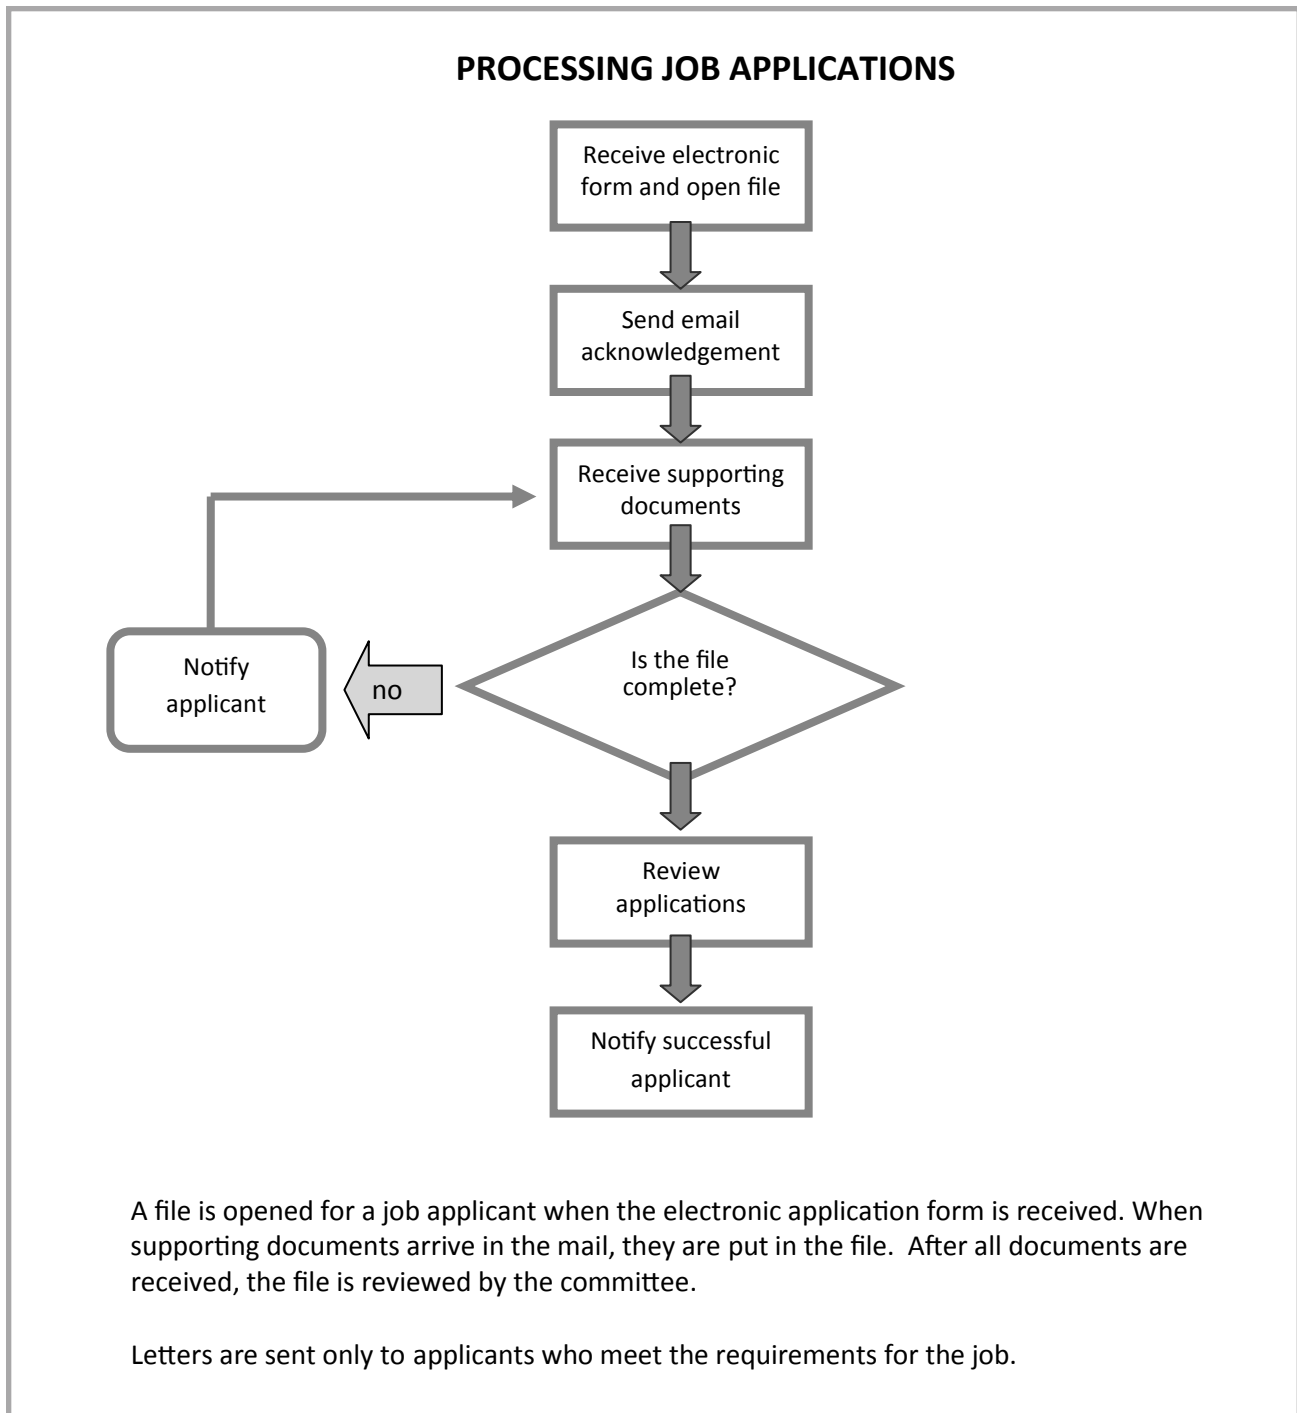 PROCESSING JOB APPLICATIONS
Receive electronic
form and open file
Send email
acknowledgement
Receive supporting
documents
Is the file
complete?
no
Notify
applicant
Review
applications
Notify successful
applicant
A file is opened for a job applicant when the electronic application form is received. When
supporting documents arrive in the mail, they are put in the file.  After all documents are
received, the file is reviewed by the committee.
Letters are sent only to applicants who meet the requirements for the job.